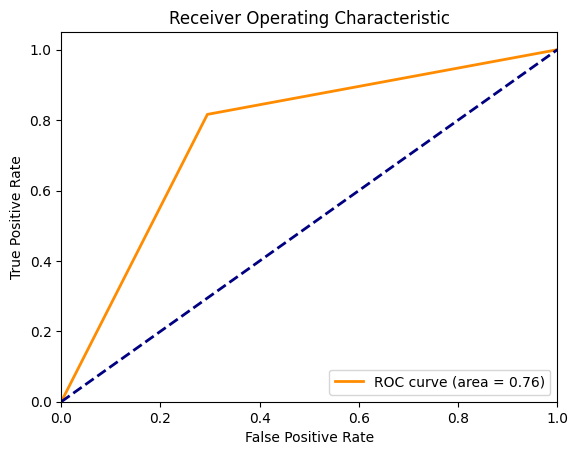 Receiver Operating Characteristic
True Positive Rate
1.0
0.8
0.6
0.4
0.2
0.0
ROC curve (area = 0.76)
0.0 0.2 0.4 0.6 0.8 1.0
False Positive Rate